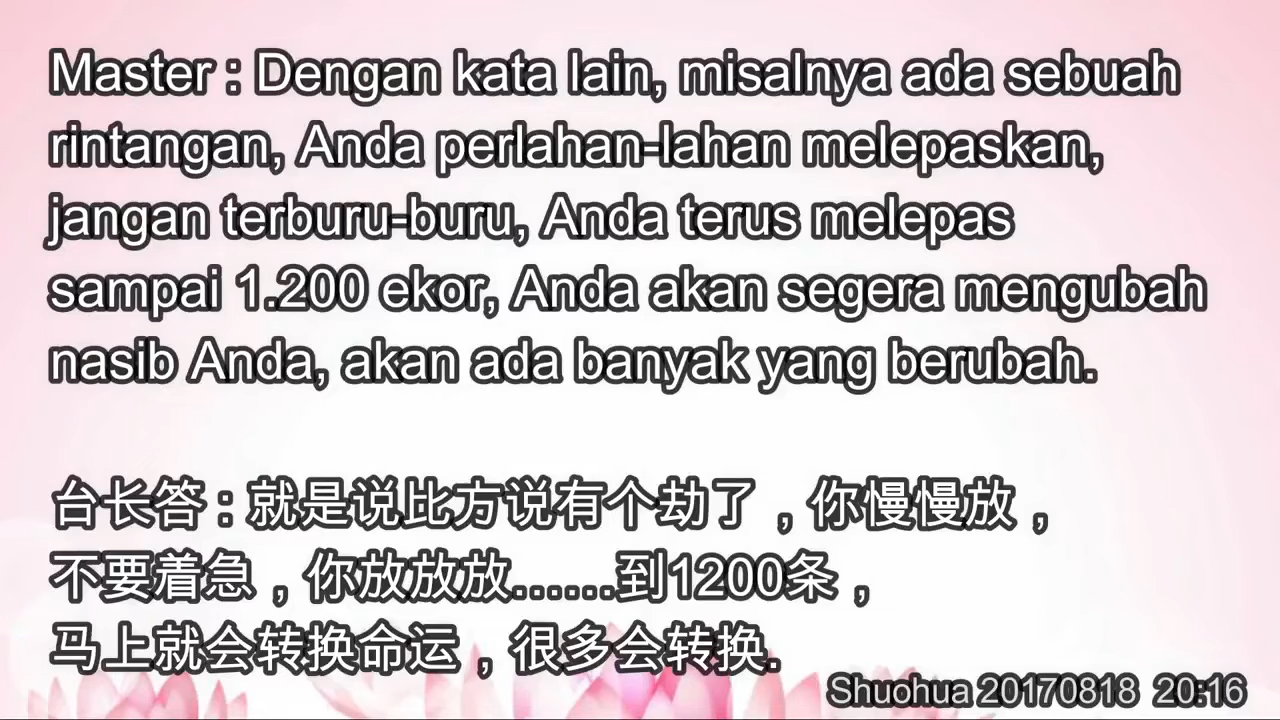 Master : Dengan kata lain, misalnya ada sebuah
rintangan, Anda perlahan-lahan melepaskan,
jangan terburu-buru, Anda terus melepas
sampai 1.200 ekor, Anda akan segera mengubah
nasib Anda, akan ada banyak yang berubah.
台长答 : 就是说比方说有个劫了，你慢慢放，
不要着急，你放放放......到1200条，
马上就会转换命运，很多会转换.
Shuohua 20170818  20:16